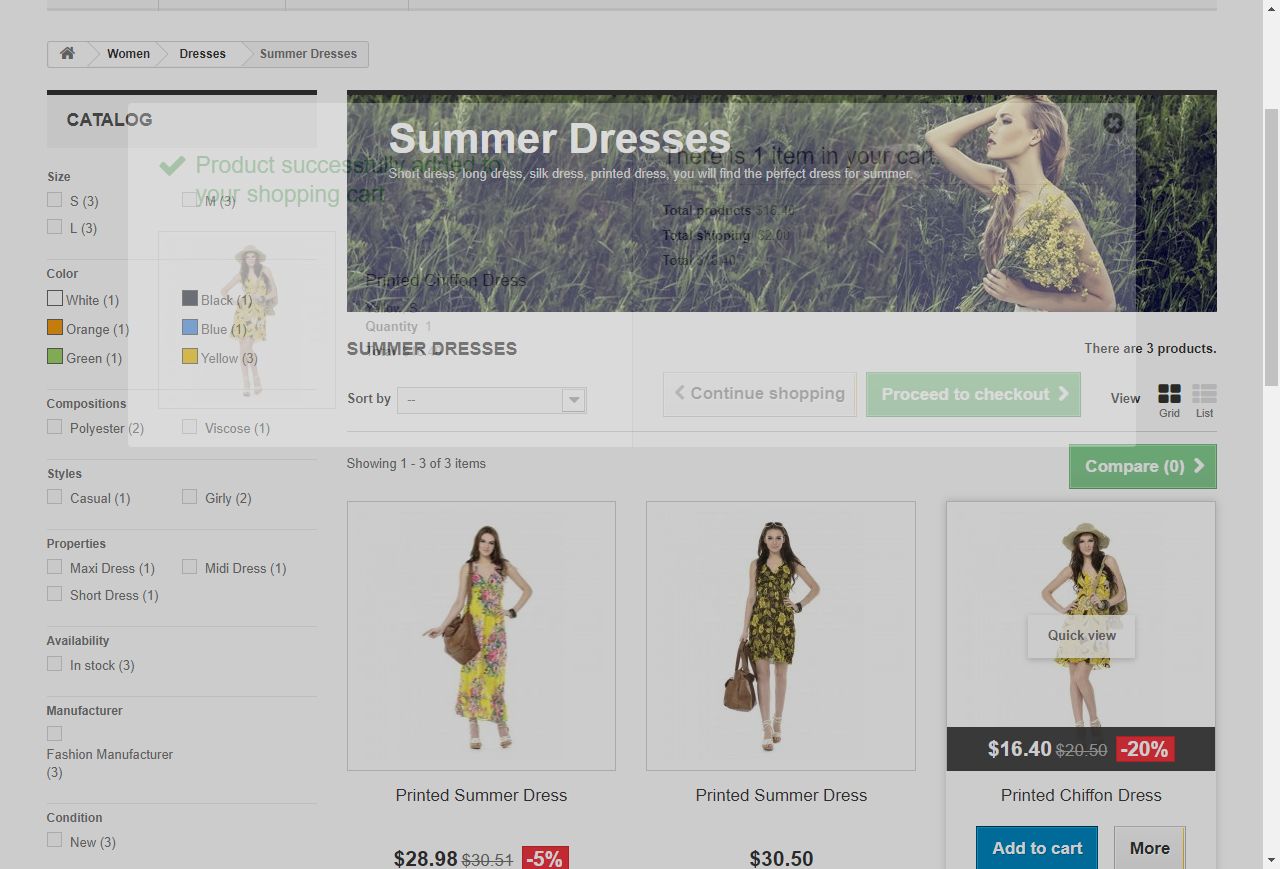 Women
Dresses
Summer Dresses
CATALOG
Size
S (3)
M (3)
L (3)
Color
White (1)
Black (1)
Orange (1)
Blue (1)
Green (1)
Yellow (3)
Compositions
Polyester (2)
Viscose (1)
Styles
Casual (1)
Girly (2)
Properties
Maxi Dress (1)
Midi Dress (1)
Short Dress (1)
Availability
In stock (3)
Manufacturer
Fashion Manufacturer
(3)
Condition
New (3)
Summer Dresses
Short dress, long dress, silk dress, printed dress, you will find the perfect dress for summer.
Product successfully added to
your shopping cart
Printed Chiffon Dress
Yellow, S
Quantity 1
Total
There is 1 item in your cart.
Total products $16.40
Total shipping $2.00
Total $18.40
Continue shopping
Proceed to checkout
SUMMER DRESSES
There are 3 products.
Sort by
--
View
Grid
List
Showing 1 - 3 of 3 items
Compare (0)
Printed Summer Dress
$28.98 $30.51 -5%
Printed Summer Dress
$30.50
Quick view
$16.40 $20.50 -20%
Printed Chiffon Dress
Add to cart
More